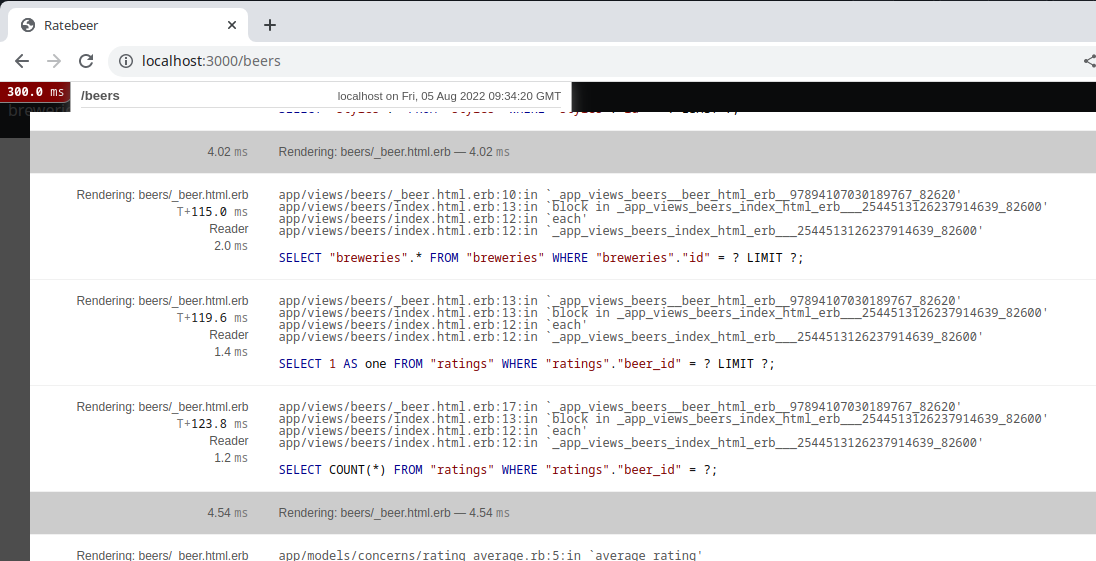 Ratebeer
localhost:3000/beers
300.0 ms
/beers
localhost on Fri, 05 Aug 2022 09:34:20 GMT
breweries
SELECT "styles".* FROM "styles" WHERE "styles"."id" = ? LIMIT ?;
4.02 ms
Rendering: beers/_beer.html.erb — 4.02 ms
Rendering: beers/_beer.html.erb
T+115.0 ms
Reader
2.0 ms
app/views/beers/_beer.html.erb:10:in `_app_views_beers__beer_html_erb__97894107030189767_82620'
app/views/beers/index.html.erb:13:in `block in _app_views_beers_index_html_erb___2544513126237914639_82600'
app/views/beers/index.html.erb:12:in `each'
app/views/beers/index.html.erb:12:in `_app_views_beers_index_html_erb___2544513126237914639_82600'
SELECT "breweries".* FROM "breweries" WHERE "breweries"."id" = ? LIMIT ?;
Rendering: beers/_beer.html.erb
T+119.6 ms
Reader
1.4 ms
app/views/beers/_beer.html.erb:13:in `_app_views_beers__beer_html_erb__97894107030189767_82620'
app/views/beers/index.html.erb:13:in `block in _app_views_beers_index_html_erb___2544513126237914639_82600'
app/views/beers/index.html.erb:12:in `each'
app/views/beers/index.html.erb:12:in `_app_views_beers_index_html_erb___2544513126237914639_82600'
SELECT 1 AS one FROM "ratings" WHERE "ratings"."beer_id" = ? LIMIT ?;
Rendering: beers/_beer.html.erb
T+123.8 ms
Reader
1.2 ms
app/views/beers/_beer.html.erb:17:in `_app_views_beers__beer_html_erb__97894107030189767_82620'
app/views/beers/index.html.erb:13:in `block in _app_views_beers_index_html_erb___2544513126237914639_82600'
app/views/beers/index.html.erb:12:in `each'
app/views/beers/index.html.erb:12:in `_app_views_beers_index_html_erb___2544513126237914639_82600'
SELECT COUNT(*) FROM "ratings" WHERE "ratings"."beer_id" = ?;
4.54 ms
Rendering: beers/_beer.html.erb — 4.54 ms
Rendering: beers/_beer.html.erb
app/models/concerns/rating_average.rb:5:in `average_rating'